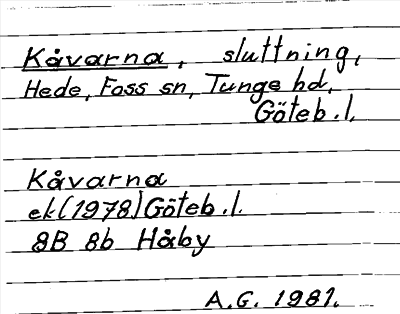 Kåvarna, sluttning,
Hede, Foss sn, Tunge hd,
Göteb.l,
Kåvarna
ek(1978)Göteb.l.
8B 8b Håby
A.G. 1981.